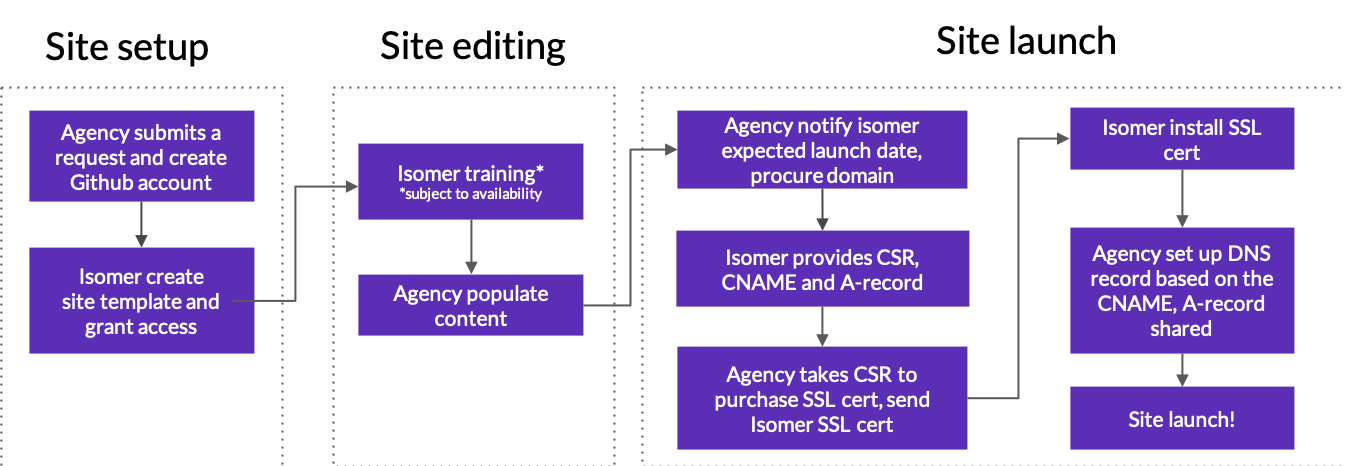 Site setup
Agency submits a
request and create
Github account
Isomer create
site template and
grant access
Site editing
Isomer training*
*subject to availability
Agency populate
content
Site launch
Agency notify isomer
expected launch date,
procure domain
Isomer provides CSR,
CNAME and A-record
Agency takes CSR to
purchase SSL cert, send
Isomer SSL cert
Isomer install SSL
cert
Agency set up DNS
record based on the
CNAME, A-record
shared
Site launch!